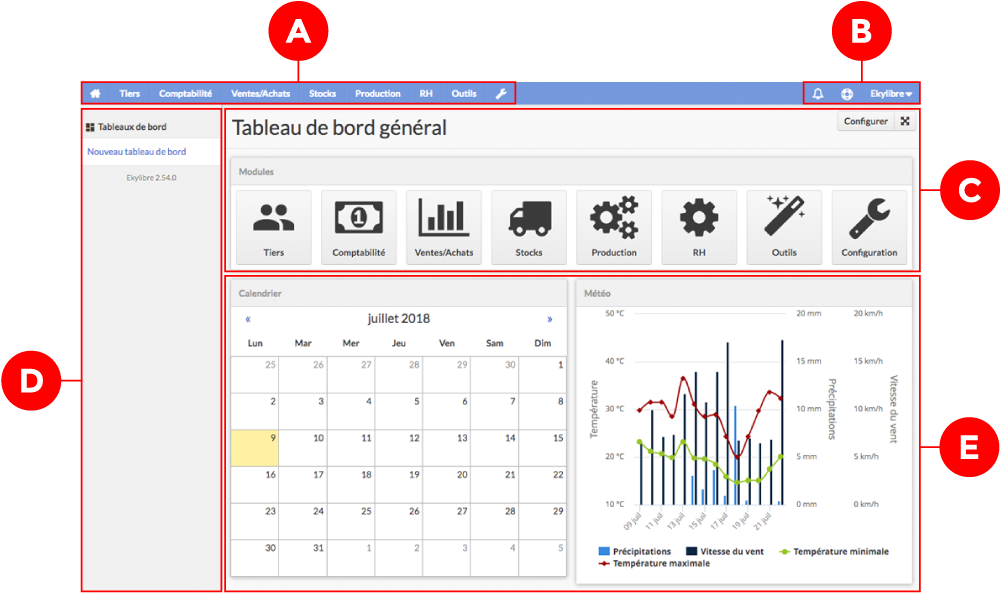 A
B
Tiers Comptabilité Ventes/Achats Stocks Production RH Outils Ekylibre
Tableaux de bord
Nouveau tableau de bord
Ekylibre 2.54.0
Tableau de bord général
Configurer
C
Modules
1
Tiers Comptabilité Ventes/Achats Stocks Production RH Outils Configuration
D
Calendrier
« juillet 2018 »
Lun Mar Mer Jeu Ven Sam Dim
25 26 27 28 29 30 1
2 3 4 5 6 7 8
9 10 11 12 13 14 15
16 17 18 19 20 21 22
23 24 25 26 27 28 29
30 31 1 2 3 4 5
Météo
50 °C 20 mm 20 km/h
40 °C 15 mm 15 km/h
30 °C 10 mm 10 km/h
20 °C 5 mm 5 km/h
10 °C 0 mm 0 km/h
Température
Précipitations
Vitesse du vent
09 juil 11 juil 13 juil 15 juil 17 juil 19 juil 21 juil
Précipitations Vitesse du vent Température minimale
Température maximale
E